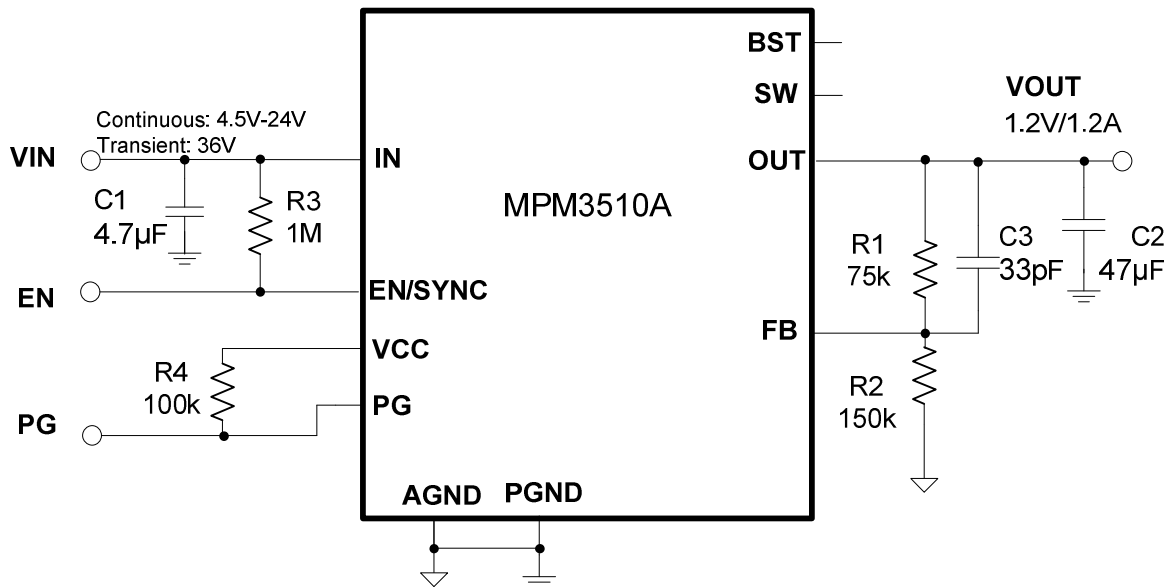 BST
SW
VOUT
1.2V/1.2A
Continuous: 4.5V-24V
Transient: 36V
VIN
IN
OUT
MPM3510A
C1
4.7µF
R3
1M
R1
75k
C3
33pF
C2
47µF
EN
EN/SYNC
FB
VCC
R4
100k
PG
PG
R2
150k
AGND
PGND